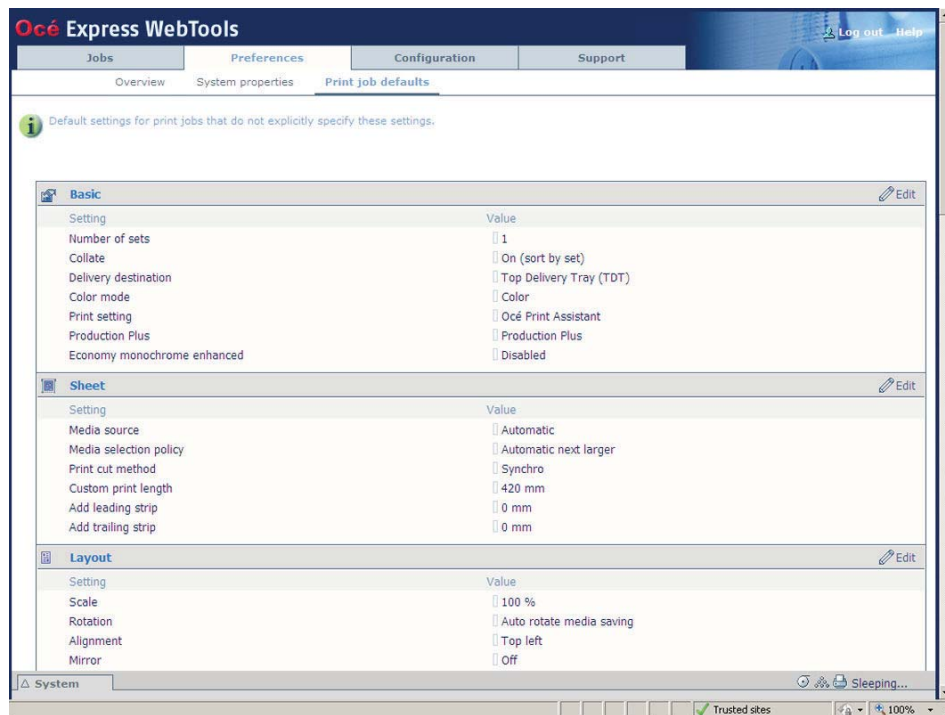 Océ Express WebTools
Log out Help
Jobs Preferences Configuration Support
Overview System properties Print job defaults
Default settings for print jobs that do not explicitly specify these settings.
Basic Edit
Setting Value
Number of sets 1
Collate On (sort by set)
Delivery destination Top Delivery Tray (TDT)
Color mode Color
Print setting Océ Print Assistant
Production Plus Production Plus
Economy monochrome enhanced Disabled
Sheet Edit
Setting Value
Media source Automatic
Media selection policy Automatic next larger
Print cut method Synchro
Custom print length 420 mm
Add leading strip 0 mm
Add trailing strip 0 mm
Layout Edit
Setting Value
Scale 100 %
Rotation Auto rotate media saving
Alignment Top left
Mirror Off
System Sleeping...
Trusted sites 100%